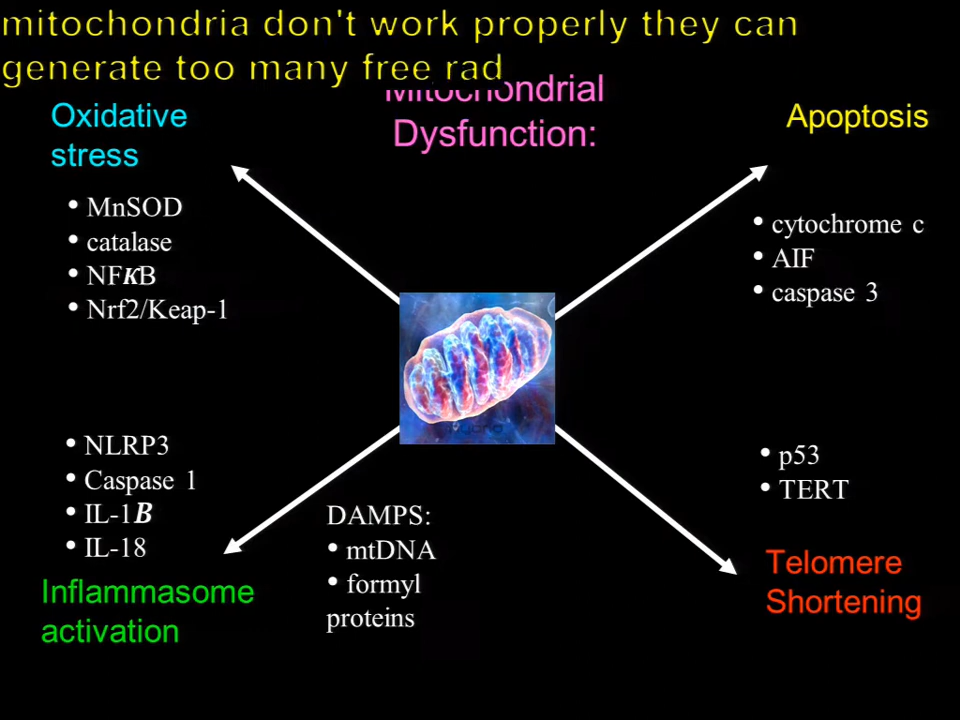 mitochondria don't work properly they can
generate too many free rad
Mitochondrial
Dysfunction:
Oxidative
stress
• MnSOD
• catalase
• NFκB
• Nrf2/Keap-1
Apoptosis
• cytochrome c
• AIF
• caspase 3
• NLRP3
• Caspase 1
• IL-1B
• IL-18
Inflammasome
activation
DAMPS:
• mtDNA
• formyl
proteins
• p53
• TERT
Telomere
Shortening